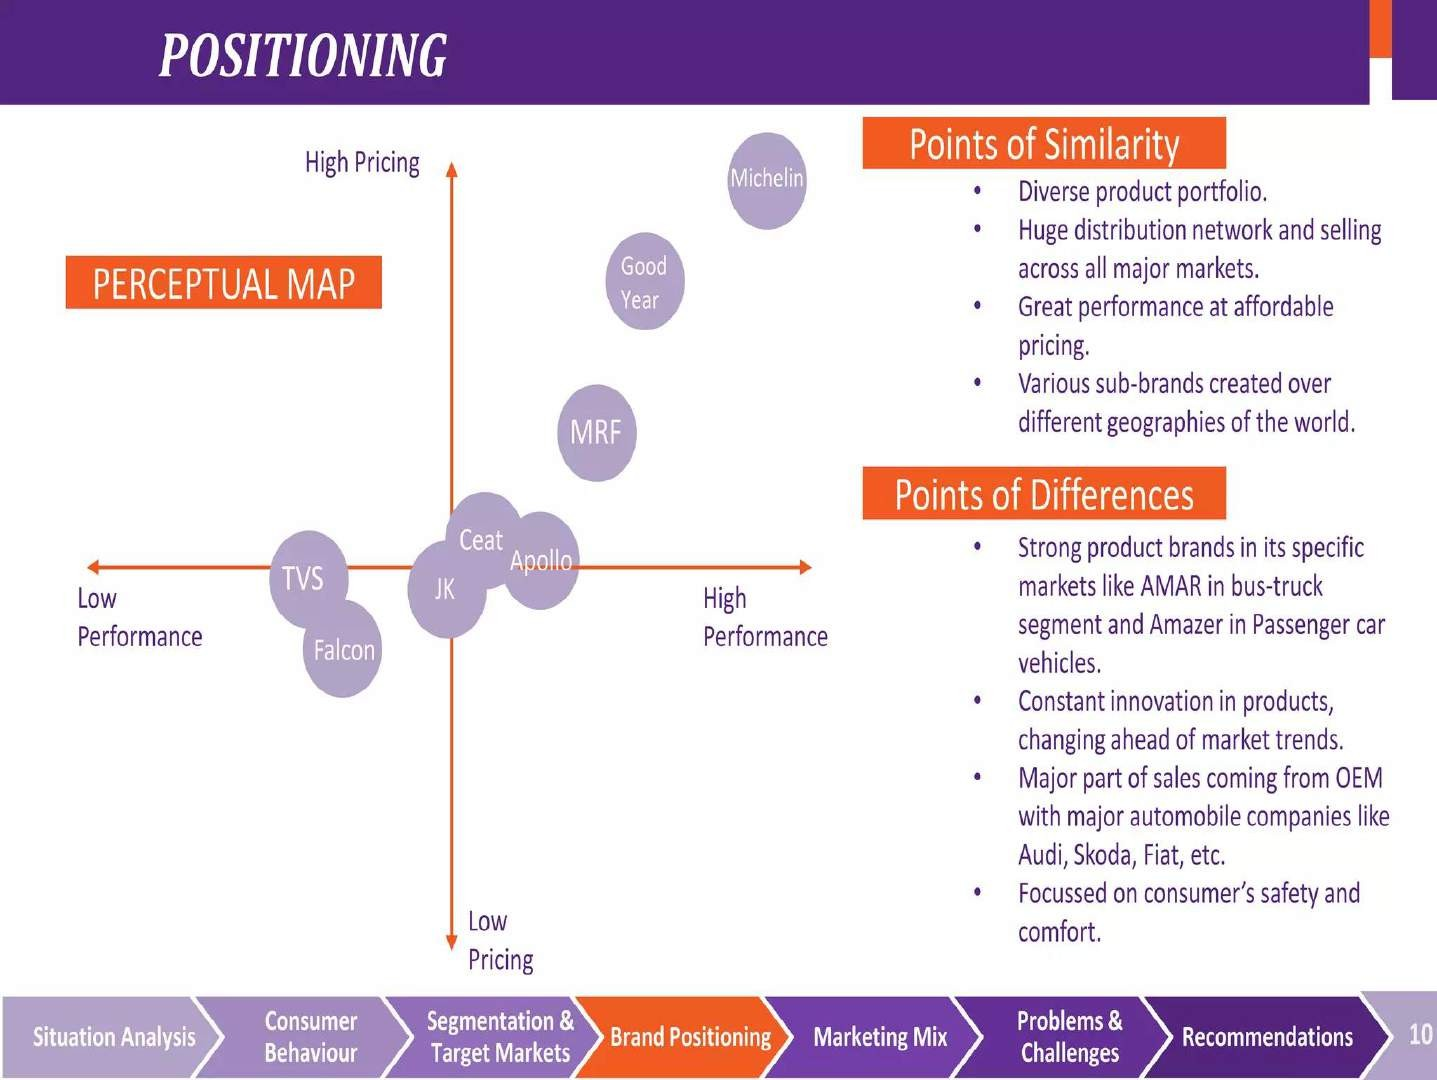 POSITIONING
High Pricing
PERCEPTUAL MAP
Michelin
Good
Year
MRF
Ceat
Apollo
JK
TVS
Falcon
Low
Performance
High
Performance
Low
Pricing
Points of Similarity
• Diverse product portfolio.
• Huge distribution network and selling
across all major markets.
• Great performance at affordable
pricing.
• Various sub-brands created over
different geographies of the world.
Points of Differences
• Strong product brands in its specific
markets like AMAR in bus-truck
segment and Amazer in Passenger car
vehicles.
• Constant innovation in products,
changing ahead of market trends.
• Major part of sales coming from OEM
with major automobile companies like
Audi, Skoda, Fiat, etc.
• Focussed on consumer’s safety and
comfort.
Situation Analysis
Consumer
Behaviour
Segmentation &
Target Markets
Brand Positioning
Marketing Mix
Problems &
Challenges
Recommendations
10